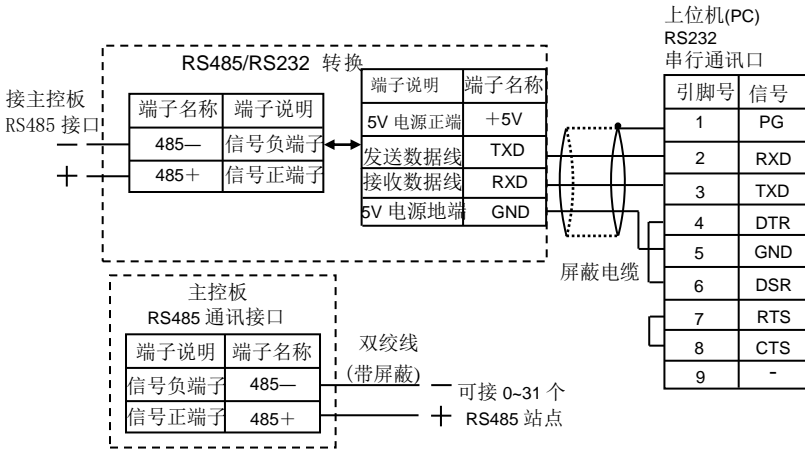 上位机(PC)
RS232
串行通讯口
RS485/RS232 转换
接主控板
RS485 接口
端子名称 端子说明
485— 信号负端子
485＋ 信号正端子
端子说明 端子名称
5V 电源正端 ＋5V
发送数据线 TXD
接收数据线 RXD
5V 电源地端 GND
引脚号 信号
1 PG
2 RXD
3 TXD
4 DTR
5 GND
6 DSR
7 RTS
8 CTS
9 -
屏蔽电缆
主控板
RS485 通讯接口
端子说明 端子名称
信号负端子 485—
信号正端子 485＋
双绞线
(带屏蔽)
可接 0~31 个
RS485 站点